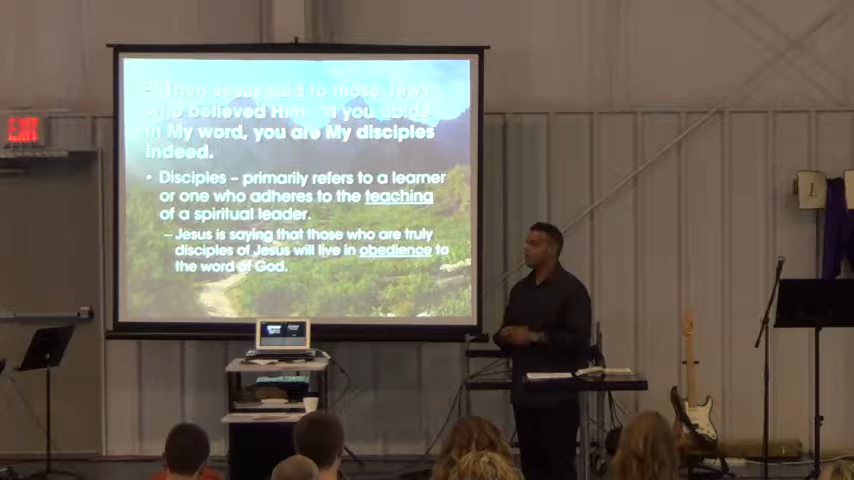 EXIT
31 Then Jesus said to those Jews
who believed Him, "If you abide
in My word, you are My disciples
indeed.
• Disciples – primarily refers to a learner
or one who adheres to the teaching
of a spiritual leader.
– Jesus is saying that those who are truly
disciples of Jesus will live in obedience to
the word of God.
L